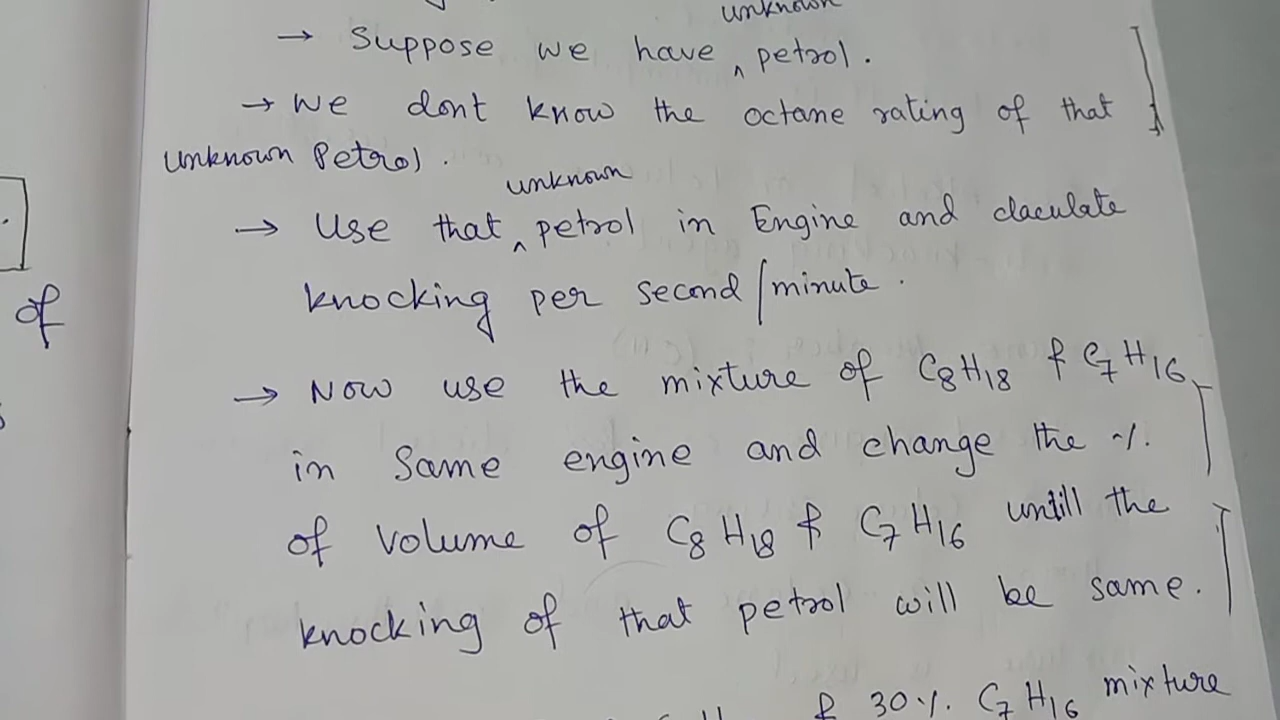 unknown
→ Suppose we have ^ petrol.
→ We dont know the octane rating of that
unknown Petrol.
unknown
→ Use that ^ petrol in Engine and claculate
knocking per second/minute.
of
→ Now use the mixture of C8H18 & C7H16
in Same engine and change the %
of volume of C8H18 & C7H16 untill the
knocking of that petrol will be same.
& 30%. C7H16 mixture